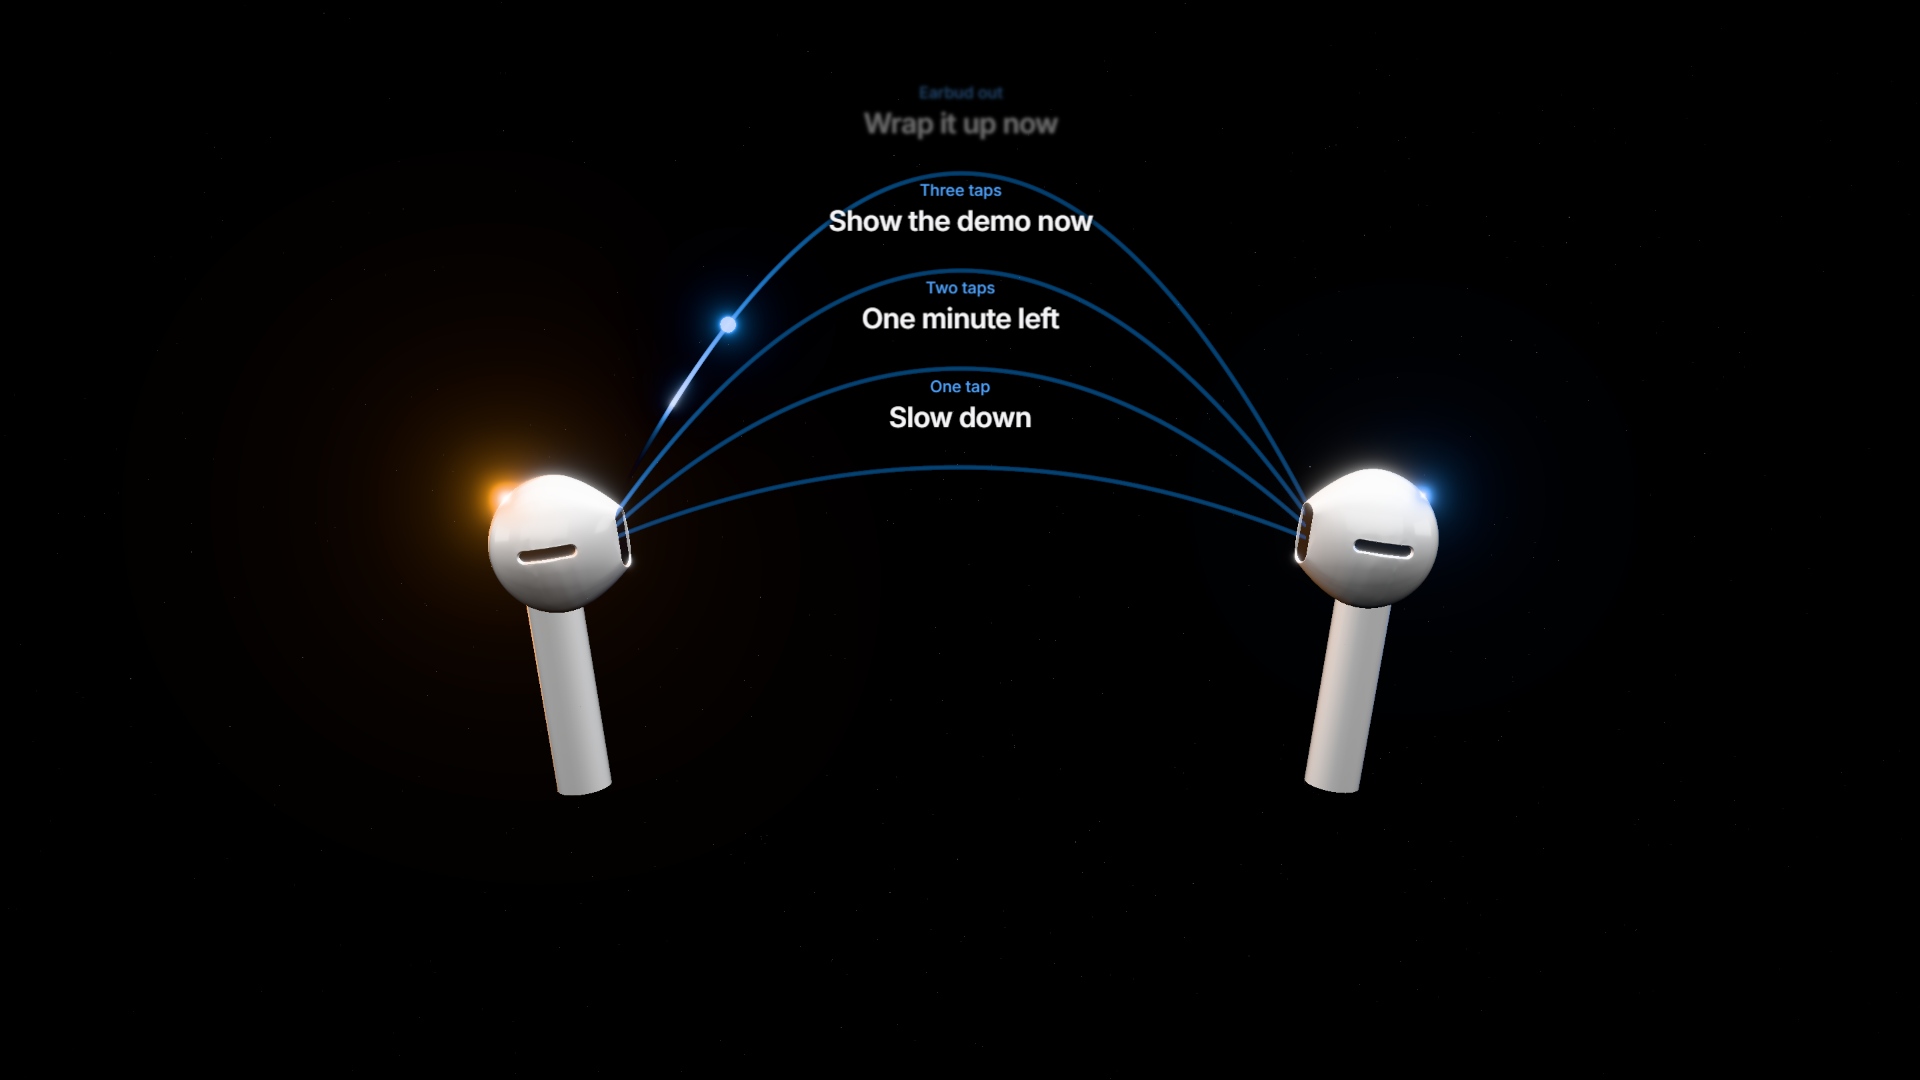 Earbud out
Wrap it up now
Three taps
Show the demo now
Two taps
One minute left
One tap
Slow down